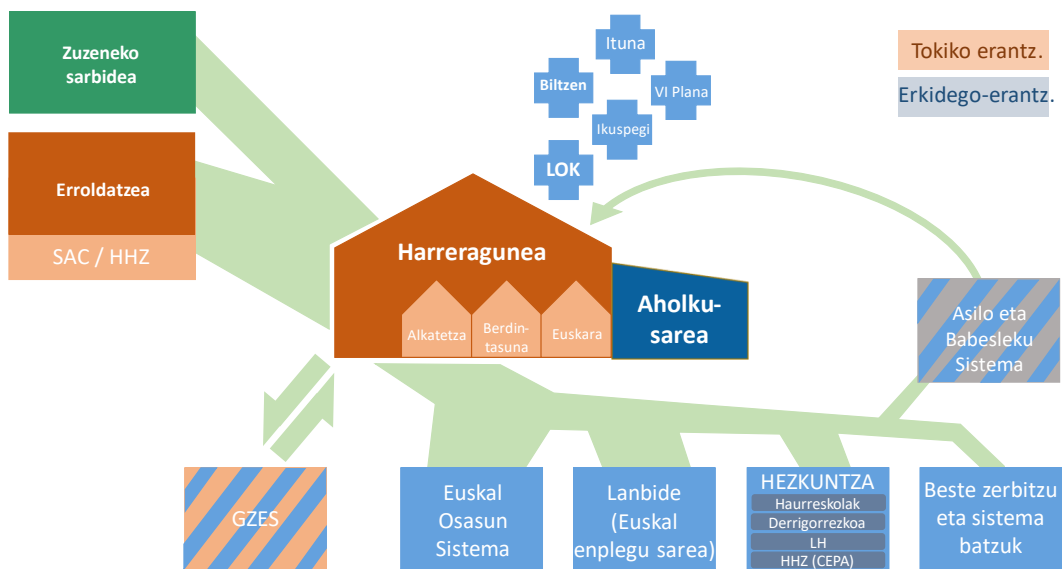 Zuzeneko
sarbidea
Erroldatzea
SAC / HHZ
Ituna
Biltzen
VI Plana
Ikuspegi
LOK
Tokiko erantz.
Erkidego-erantz.
Harreragunea
Alkatetza
Berdin-
tasuna
Euskara
Aholku-
sarea
Asilo eta
Babesleku
Sistema
GZES
Euskal
Osasun
Sistema
Lanbide
(Euskal
enplegu sarea)
HEZKUNTZA
Haurreskolak
Derrigorrezkoa
LH
HHZ (CEPA)
Beste zerbitzu
eta sistema
batzuk